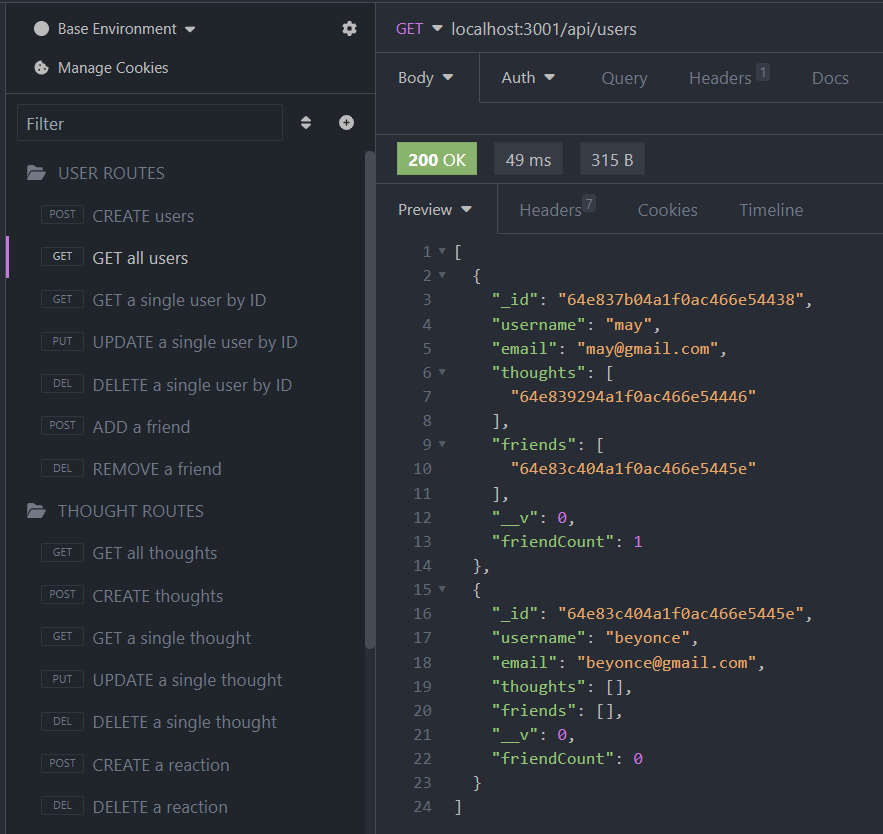 Base Environment
Manage Cookies
Filter
USER ROUTES
POST CREATE users
GET GET all users
GET GET a single user by ID
PUT UPDATE a single user by ID
DEL DELETE a single user by ID
POST ADD a friend
DEL REMOVE a friend
THOUGHT ROUTES
GET GET all thoughts
POST CREATE thoughts
GET GET a single thought
PUT UPDATE a single thought
DEL DELETE a single thought
POST CREATE a reaction
DEL DELETE a reaction
GET localhost:3001/api/users
Body Auth Query Headers 1 Docs
200 OK 49 ms 315 B
Preview Headers 7 Cookies Timeline
1 [
2 {
3 "_id": "64e837b04a1f0ac466e54438",
4 "username": "may",
5 "email": "may@gmail.com",
6 "thoughts": [
7 "64e839294a1f0ac466e54446"
8 ],
9 "friends": [
10 "64e83c404a1f0ac466e5445e"
11 ],
12 "__v": 0,
13 "friendCount": 1
14 },
15 {
16 "_id": "64e83c404a1f0ac466e5445e",
17 "username": "beyonce",
18 "email": "beyonce@gmail.com",
19 "thoughts": [],
20 "friends": [],
21 "__v": 0,
22 "friendCount": 0
23 }
24 ]